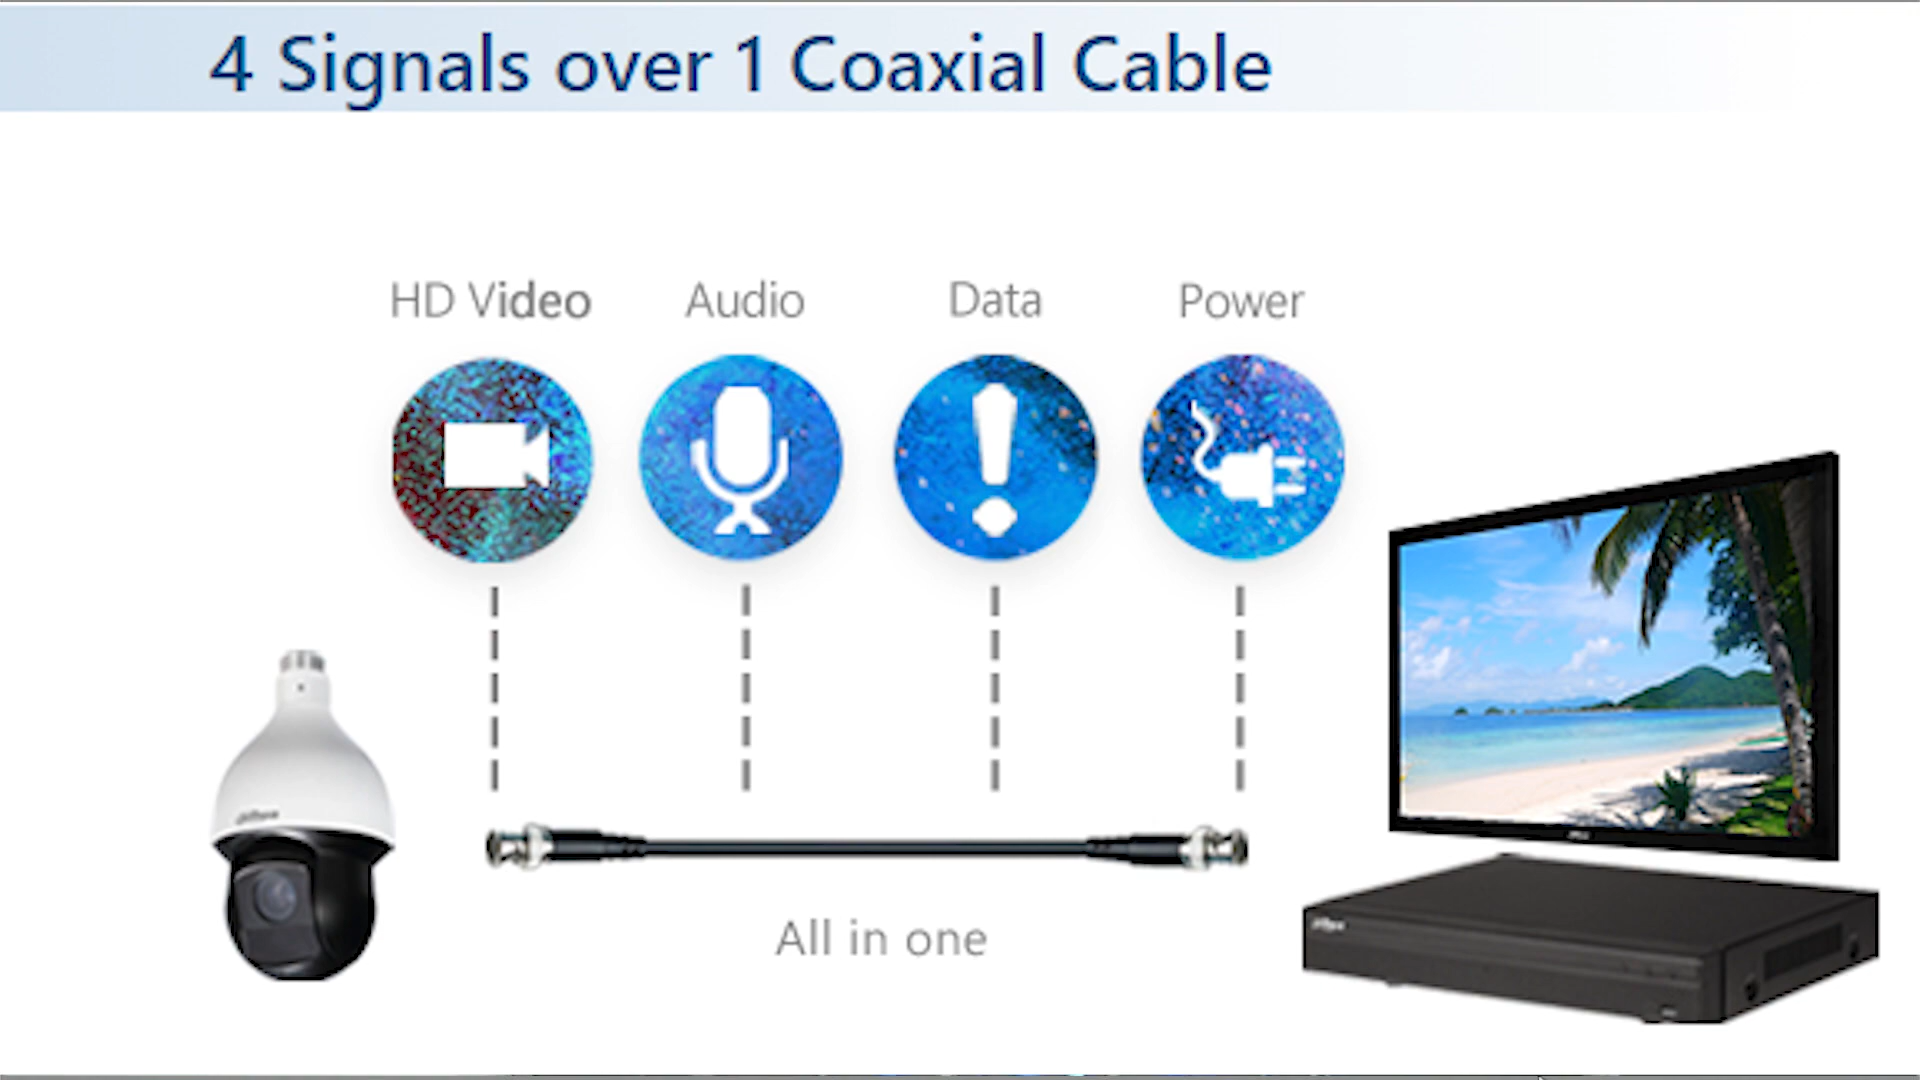 4 Signals over 1 Coaxial Cable
HD Video
Audio
Data
Power
All in one